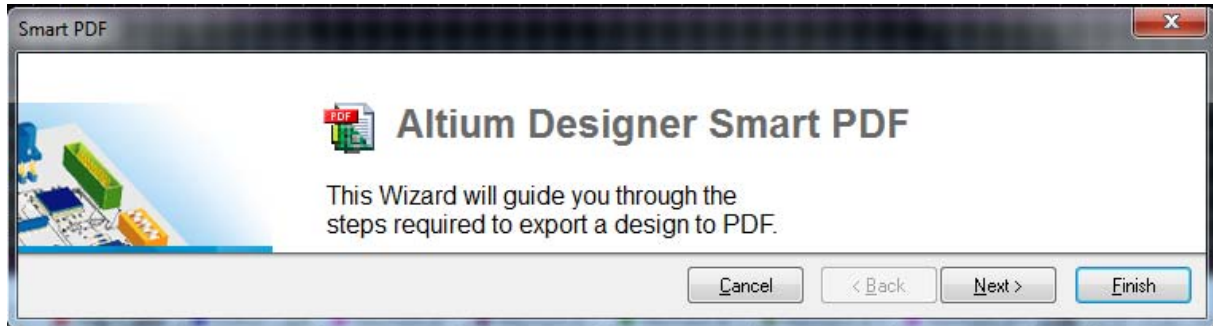 Smart PDF
X
PDF
Altium Designer Smart PDF
This Wizard will guide you through the
steps required to export a design to PDF.
Cancel
< Back
Next >
Finish